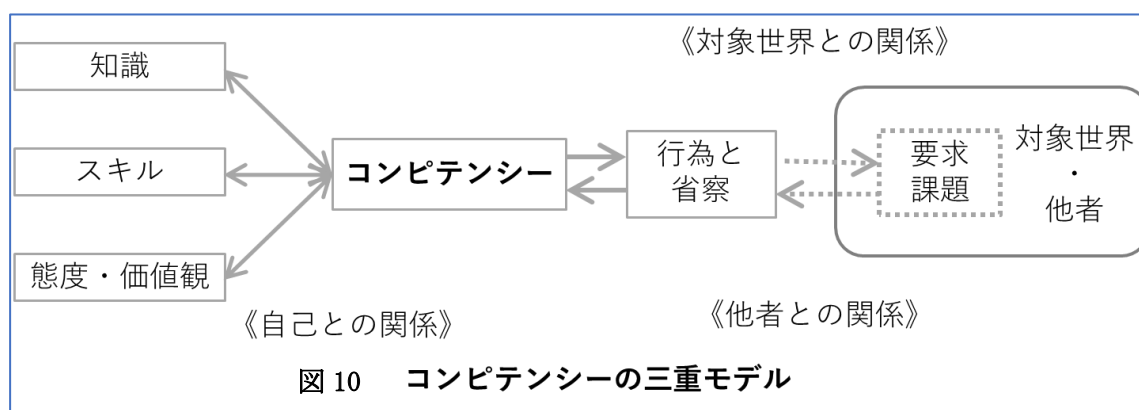 《対象世界との関係》
知識
スキル
態度・価値観
コンピテンシー
行為と
省察
要求
課題
対象世界
・
他者
《自己との関係》
《他者との関係》
図 10 コンピテンシーの三重モデル